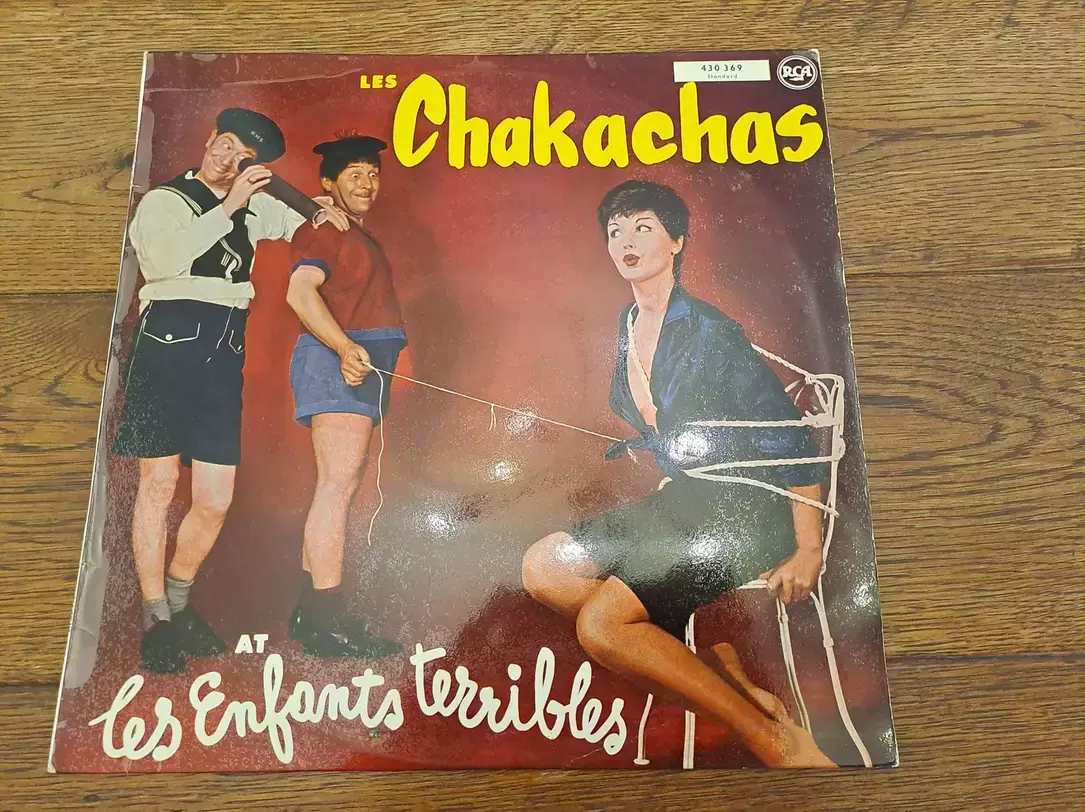 LES
Chakachas
430 369
Standard
RCA
AT
les Enfants terribles